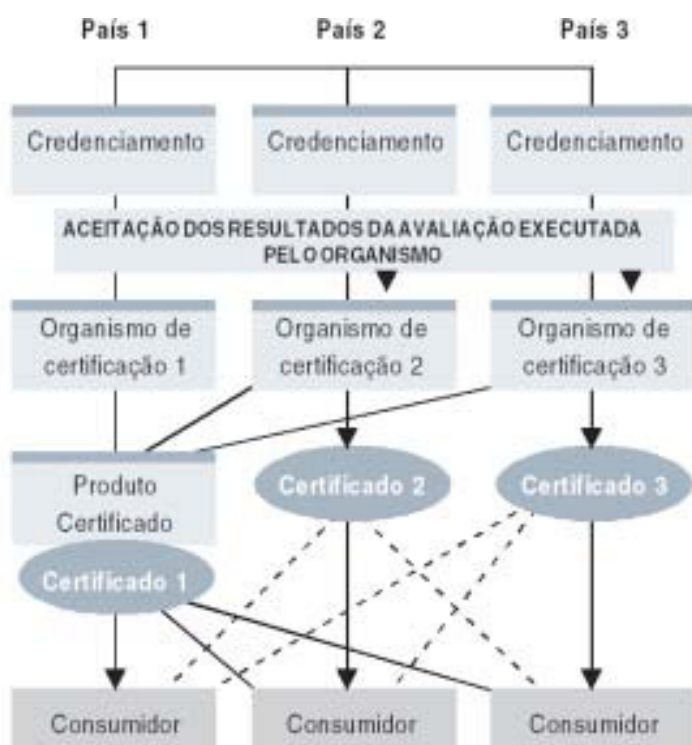 País 1 País 2 País 3
Credenciamento Credenciamento Credenciamento
ACEITAÇÃO DOS RESULTADOS DA AVALIAÇÃO EXECUTADA
PELO ORGANISMO
Organismo de
certificação 1
Organismo de
certificação 2
Organismo de
certificação 3
Produto
Certificado
Certificado 2
Certificado 3
Certificado 1
Consumidor Consumidor Consumidor